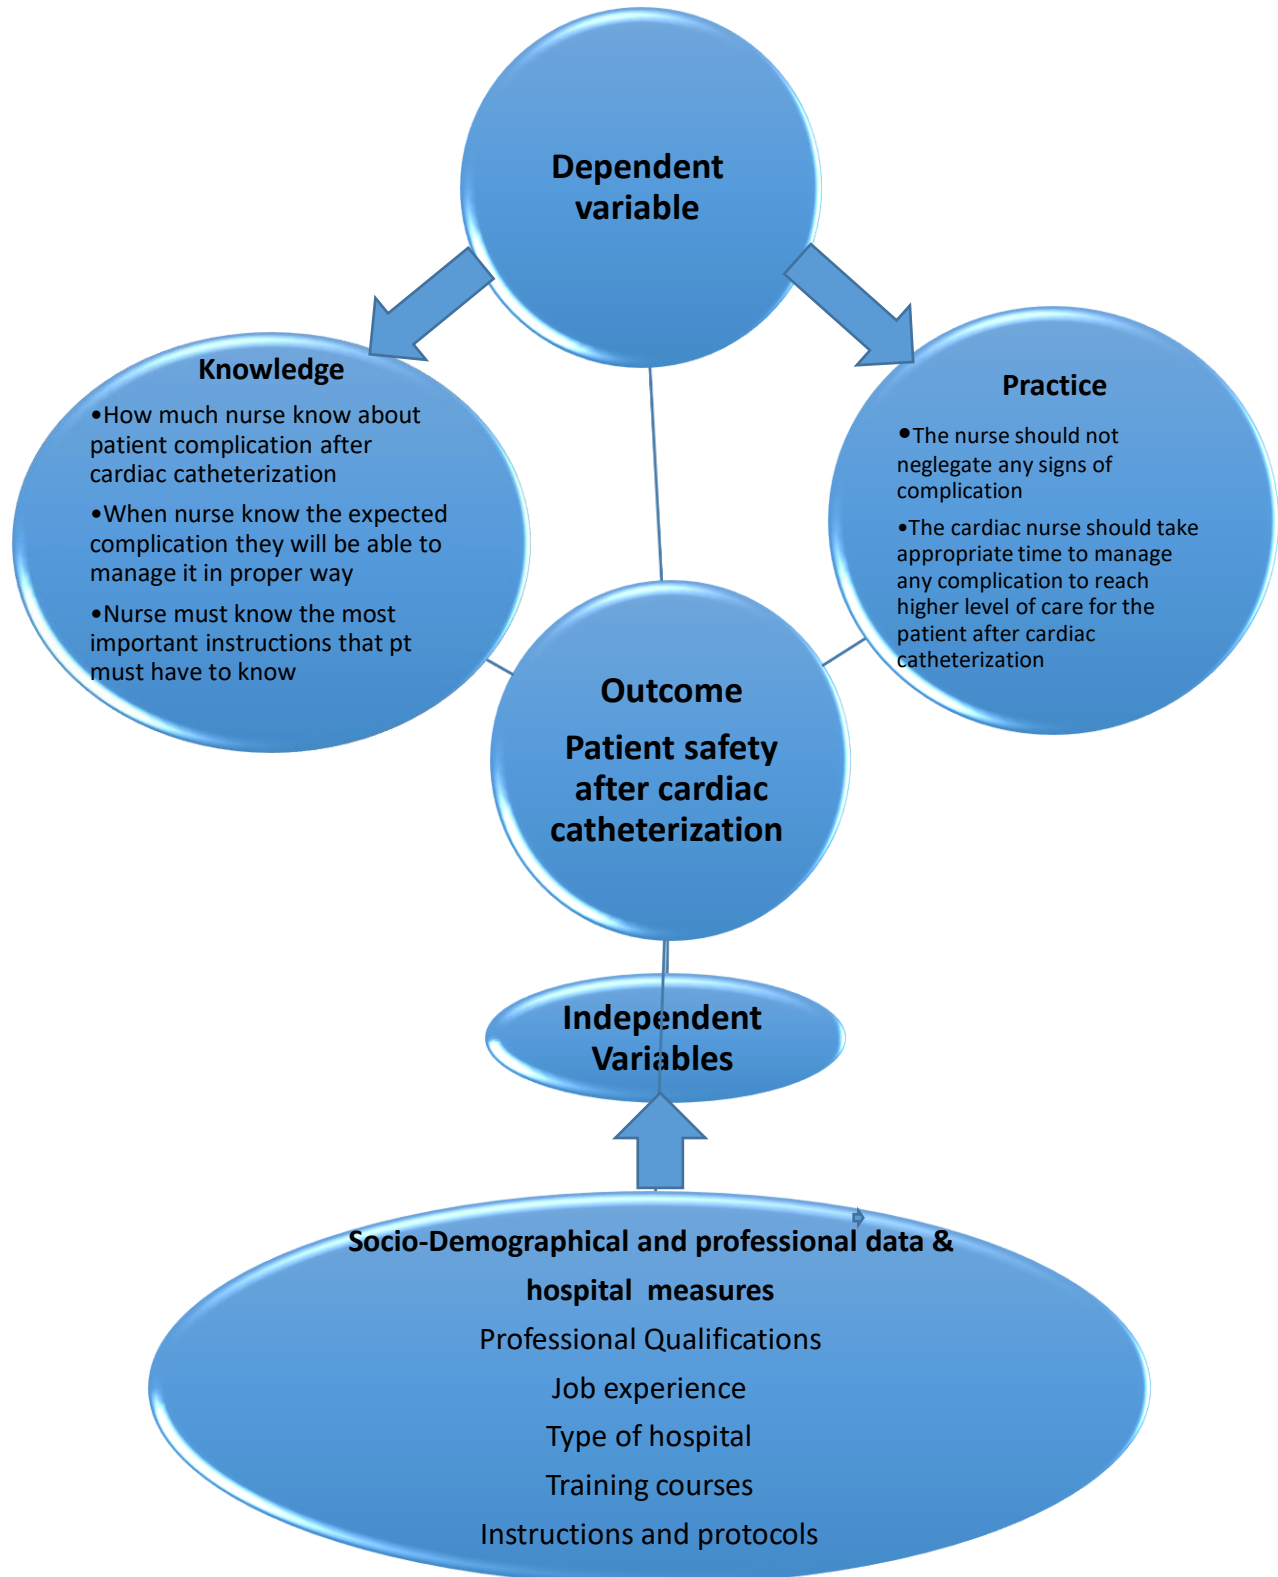 Dependent
variable
Knowledge
•How much nurse know about
patient complication after
cardiac catheterization
•When nurse know the expected
complication they will be able to
manage it in proper way
•Nurse must know the most
important instructions that pt
must have to know
Practice
•The nurse should not
neglegate any signs of
complication
•The cardiac nurse should take
appropriate time to manage
any complication to reach
higher level of care for the
patient after cardiac
catheterization
Outcome
Patient safety
after cardiac
catheterization
Independent
Variables
Socio-Demographical and professional data &
hospital  measures
Professional Qualifications
Job experience
Type of hospital
Training courses
Instructions and protocols